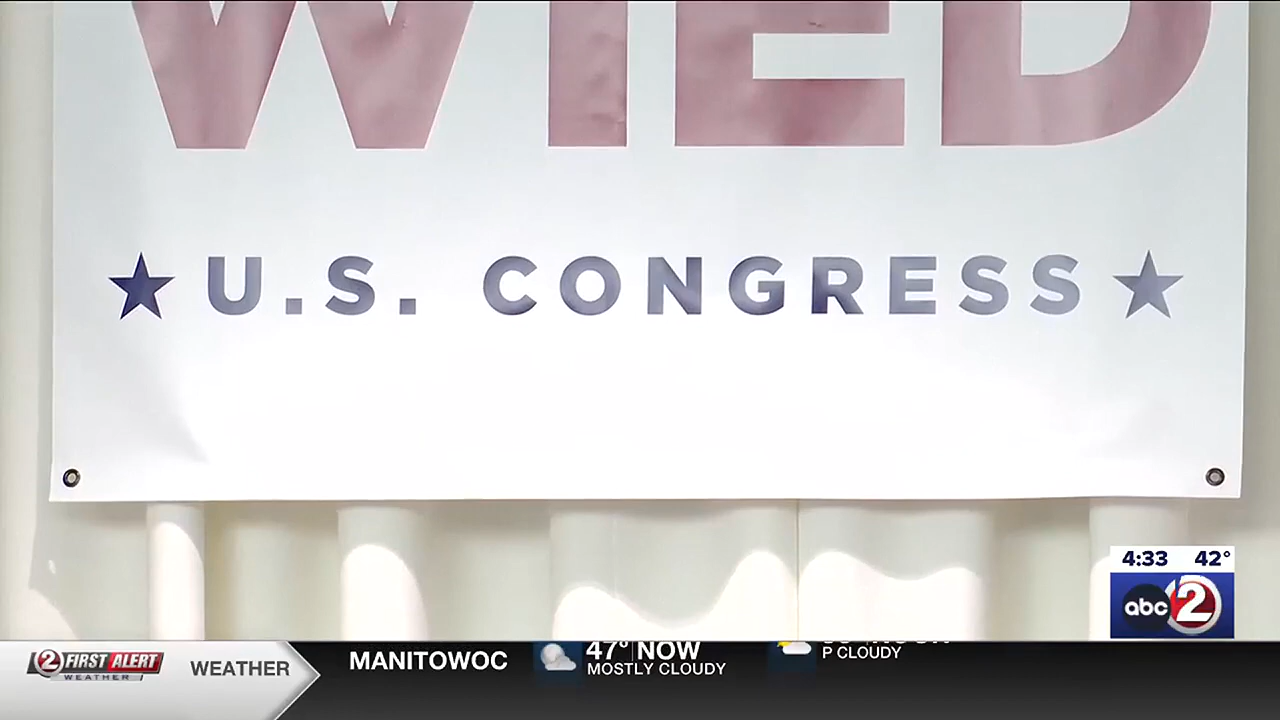 WIED
★ U.S. CONGRESS ★
4:33 42°
abc 2
2 FIRST ALERT
WEATHER
WEATHER
MANITOWOC
47° NOW
MOSTLY CLOUDY
P CLOUDY